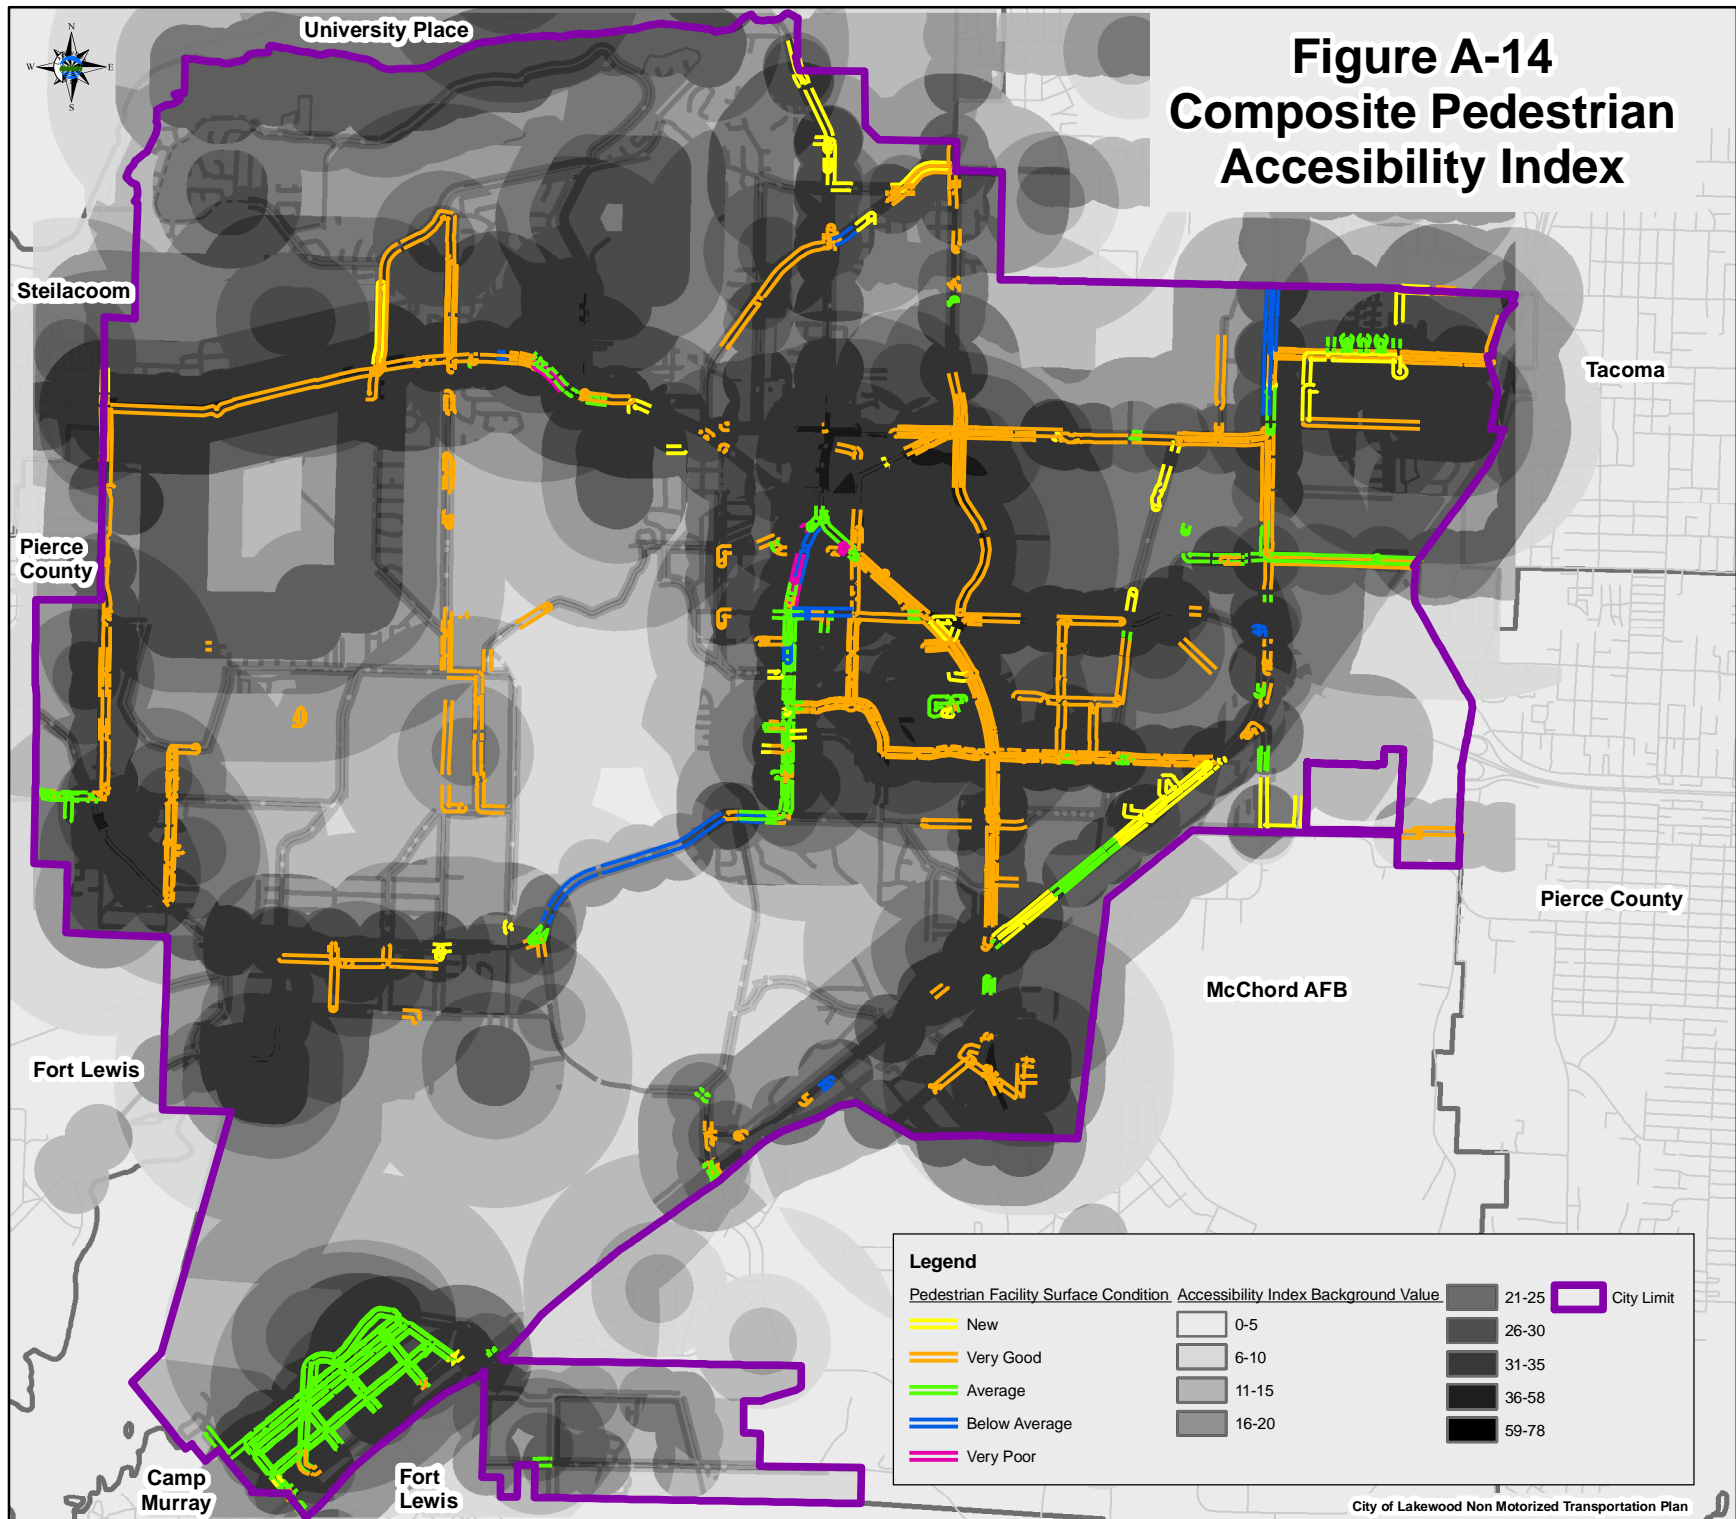 Figure A-14
Composite Pedestrian
Accesibility Index
N
W
E
S
University Place
Steilacoom
Tacoma
Pierce
County
Pierce County
McChord AFB
Fort Lewis
Camp
Murray
Fort
Lewis
Legend
Pedestrian Facility Surface Condition
New
Very Good
Average
Below Average
Very Poor
Accessibility Index Background Value
0-5
6-10
11-15
16-20
21-25
26-30
31-35
36-58
59-78
City Limit
City of Lakewood Non Motorized Transportation Plan